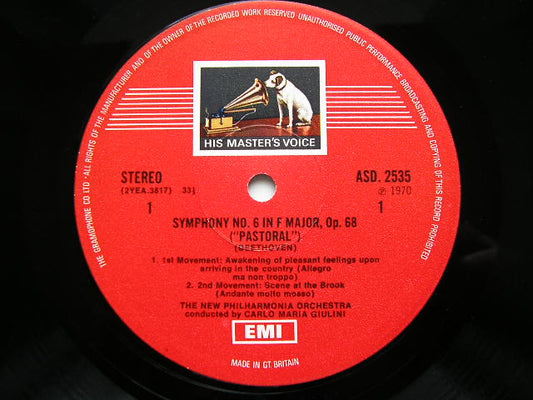 THE GRAMOPHONE CO LTD · ALL RIGHTS OF THE MANUFACTURER AND OF THE OWNER OF THE RECORDED WORK RESERVED UNAUTHORISED PUBLIC PERFORMANCE BROADCASTING AND COPYING OF THIS RECORD PROHIBITED
HIS MASTER'S VOICE
STEREO
ASD. 2535
(2YEA.3817) 33⅓
℗ 1970
1
1
SYMPHONY NO. 6 IN F MAJOR, Op. 68
("PASTORAL")
(BEETHOVEN)
1. 1st Movement: Awakening of pleasant feelings upon
arriving in the country (Allegro
ma non troppo)
2. 2nd Movement: Scene at the Brook
(Andante molto mosso)
THE NEW PHILHARMONIA ORCHESTRA
conducted by CARLO MARIA GIULINI
EMI
MADE IN GT. BRITAIN